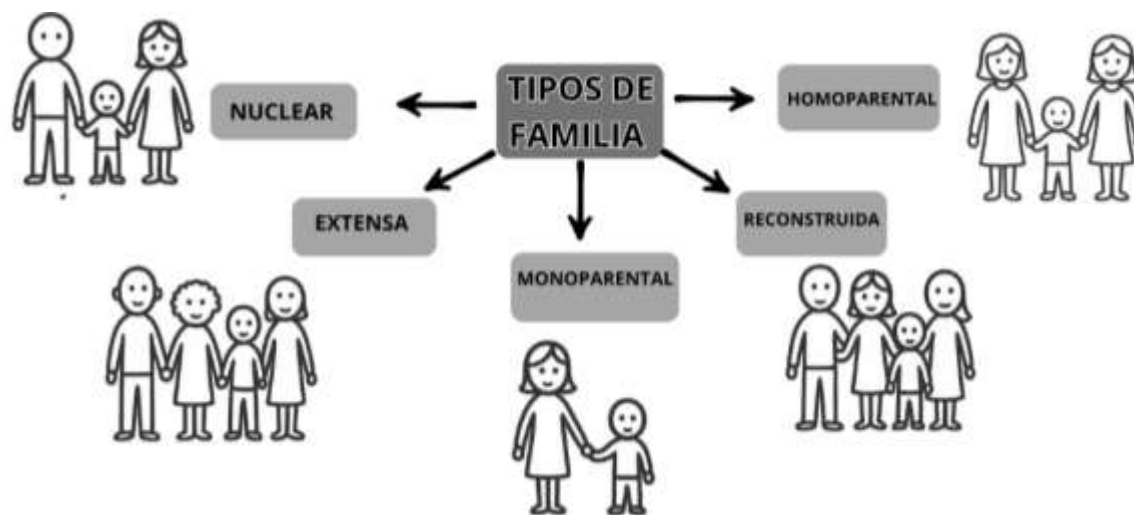 TIPOS DE
FAMILIA
NUCLEAR
HOMOPARENTAL
EXTENSA
RECONSTRUIDA
MONOPARENTAL